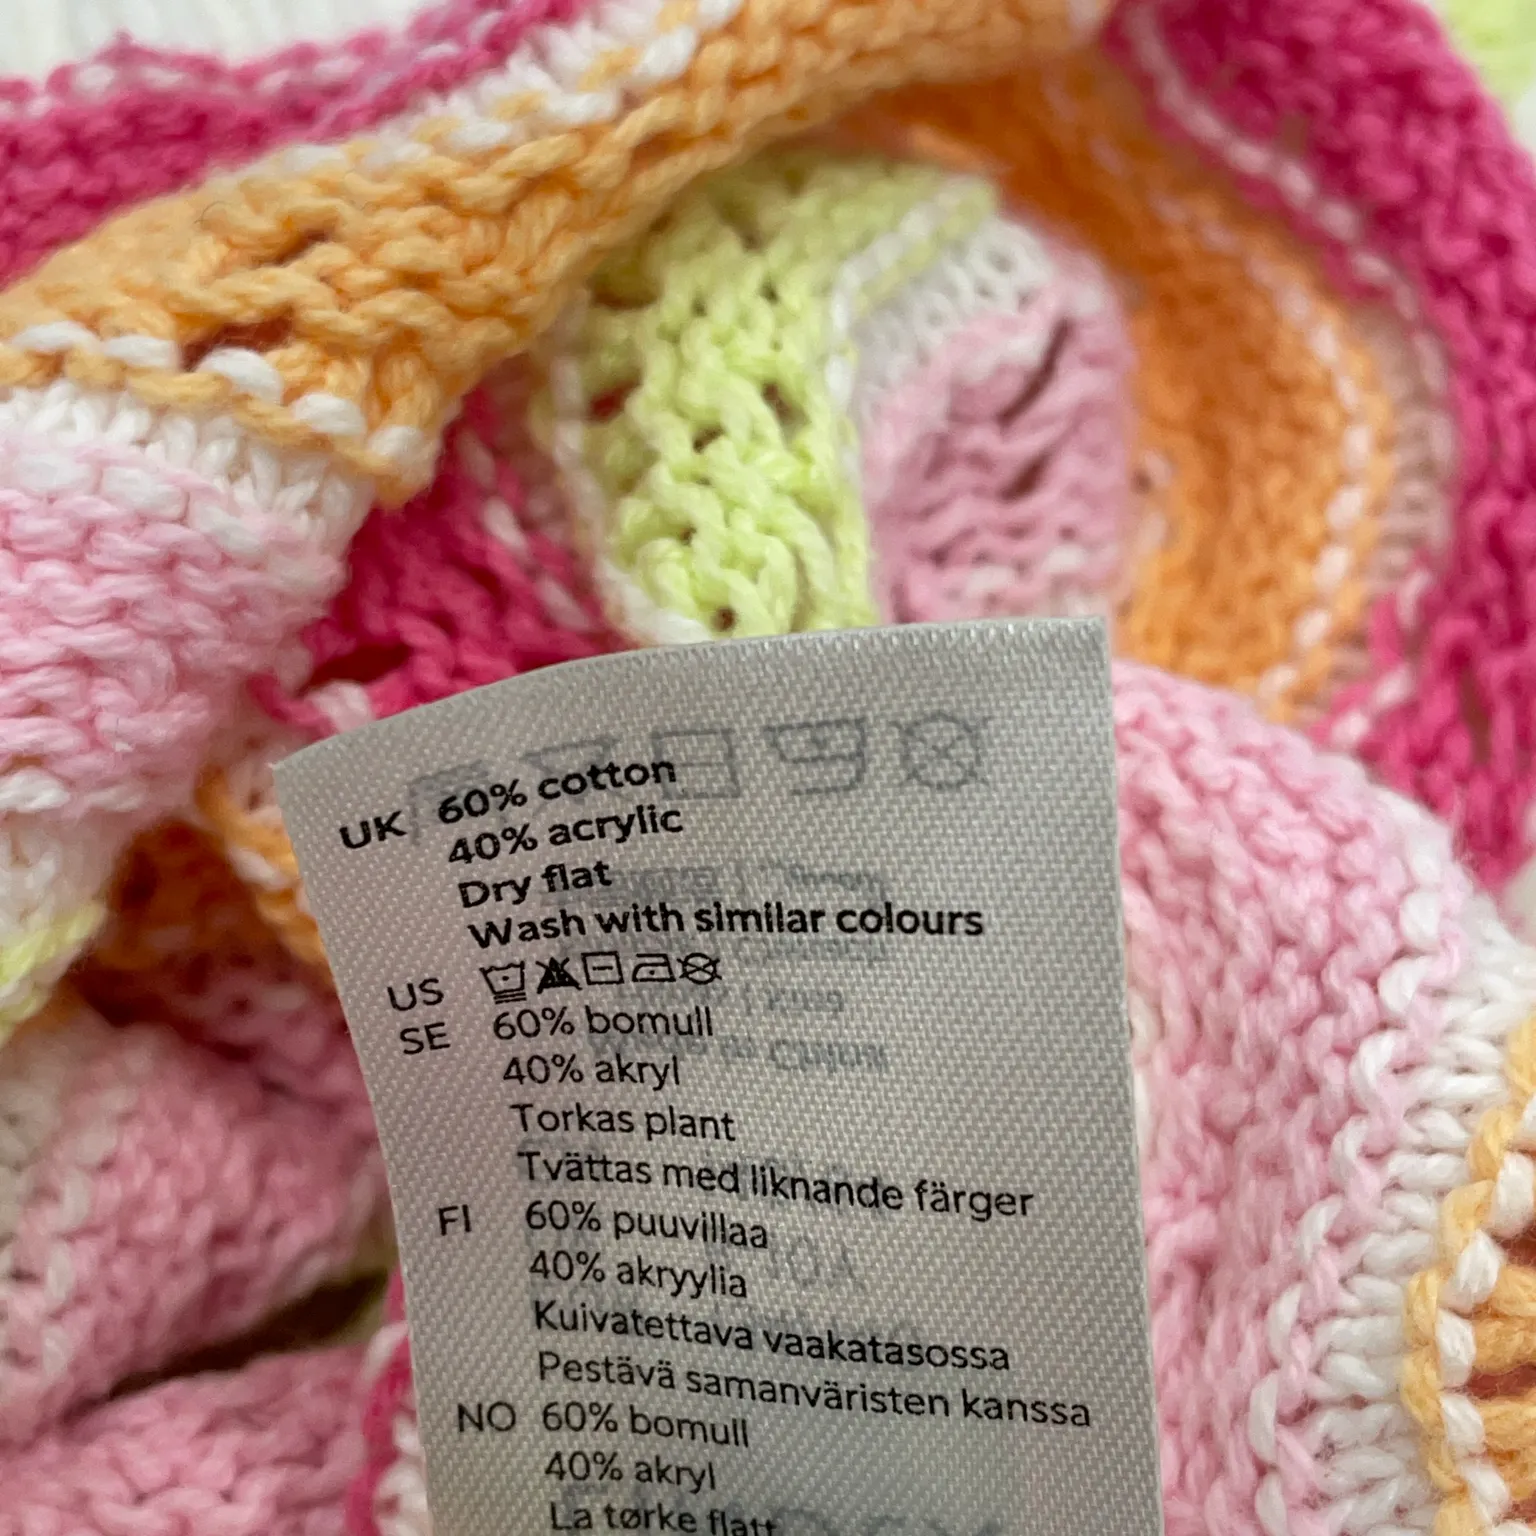 UK 60% cotton
40% acrylic
Dry flat
Wash with similar colours
US
SE 60% bomull
40% akryl
Torkas plant
Tvättas med liknande färger
FI 60% puuvillaa
40% akryylia
Kuivatettava vaakatasossa
Pestävä samanväristen kanssa
NO 60% bomull
40% akryl
La tørke flatt